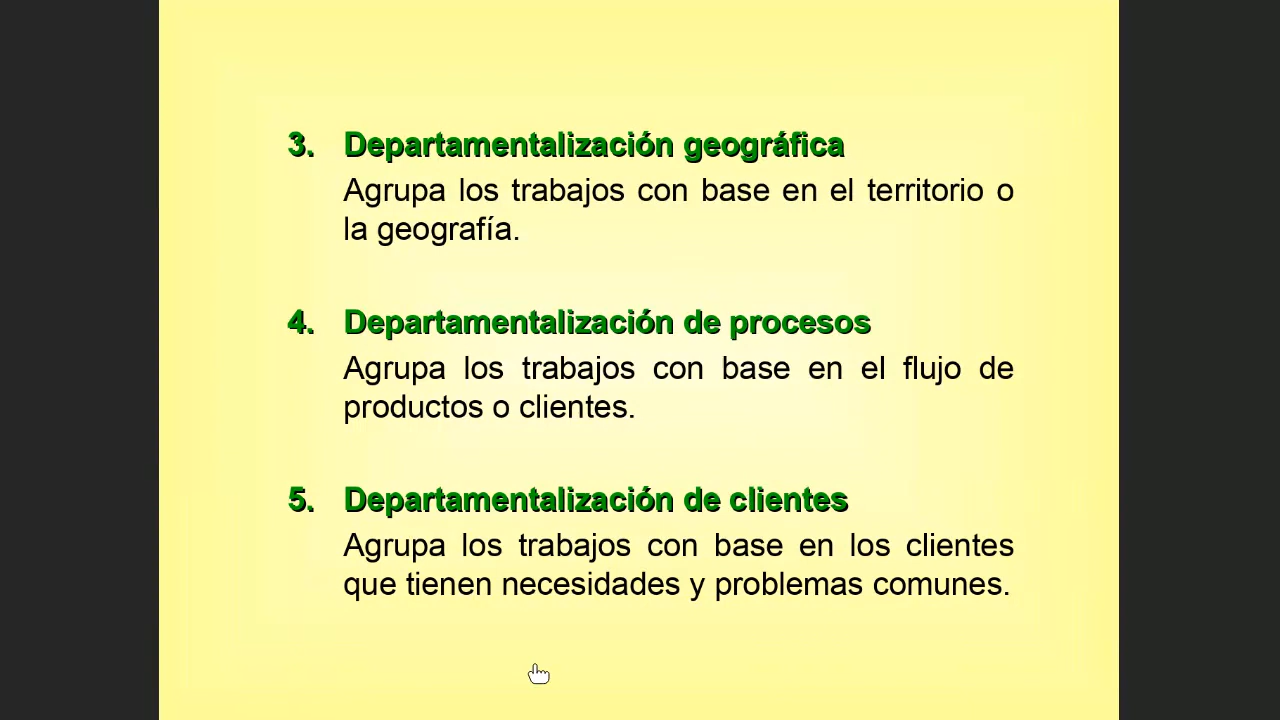 3. Departamentalización geográfica
Agrupa los trabajos con base en el territorio o
la geografía.
4. Departamentalización de procesos
Agrupa los trabajos con base en el flujo de
productos o clientes.
5. Departamentalización de clientes
Agrupa los trabajos con base en los clientes
que tienen necesidades y problemas comunes.